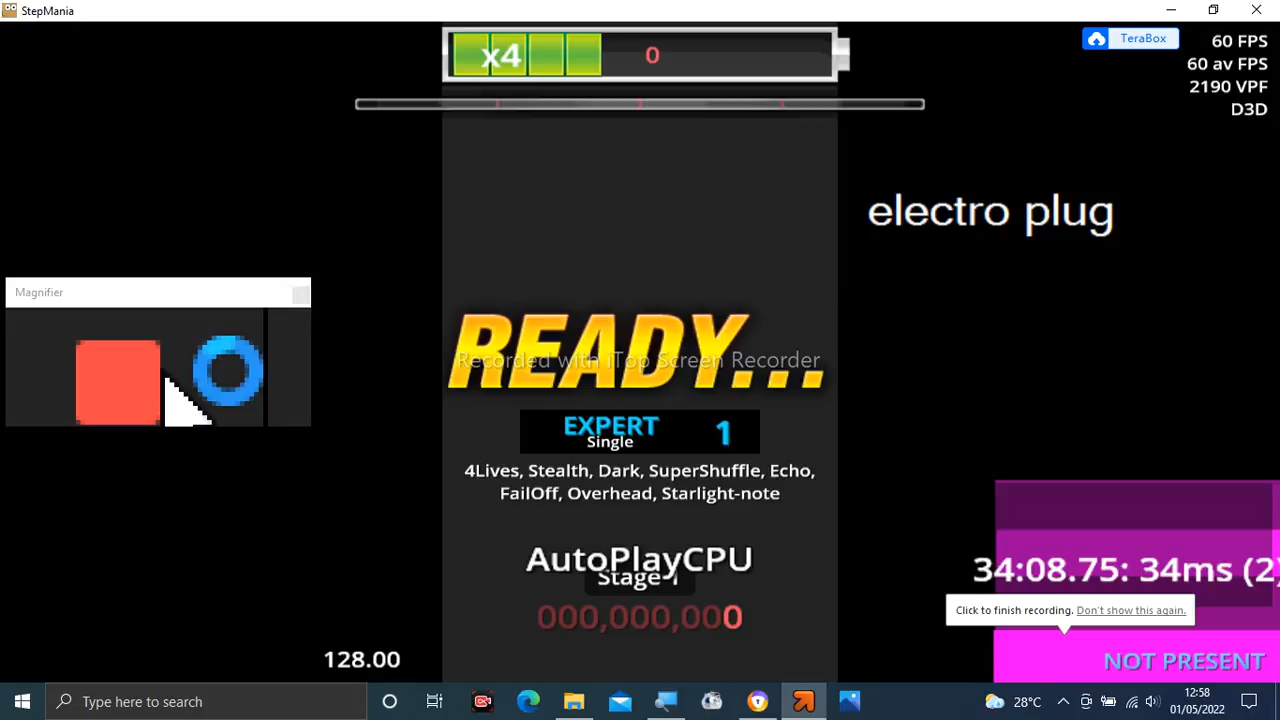 StepMania
x4
0
TeraBox
60 FPS
60 av FPS
2190 VPF
D3D
electro plug
Magnifier
READY...
Recorded with iTop Screen Recorder
EXPERT 1
Single
4Lives, Stealth, Dark, SuperShuffle, Echo,
FailOff, Overhead, Starlight-note
AutoPlayCPU
Stage 1
000,000,000
34:08.75: 34ms (2)
Click to finish recording. Don't show this again.
128.00
NOT PRESENT
Type here to search
28°C
12:58
01/05/2022